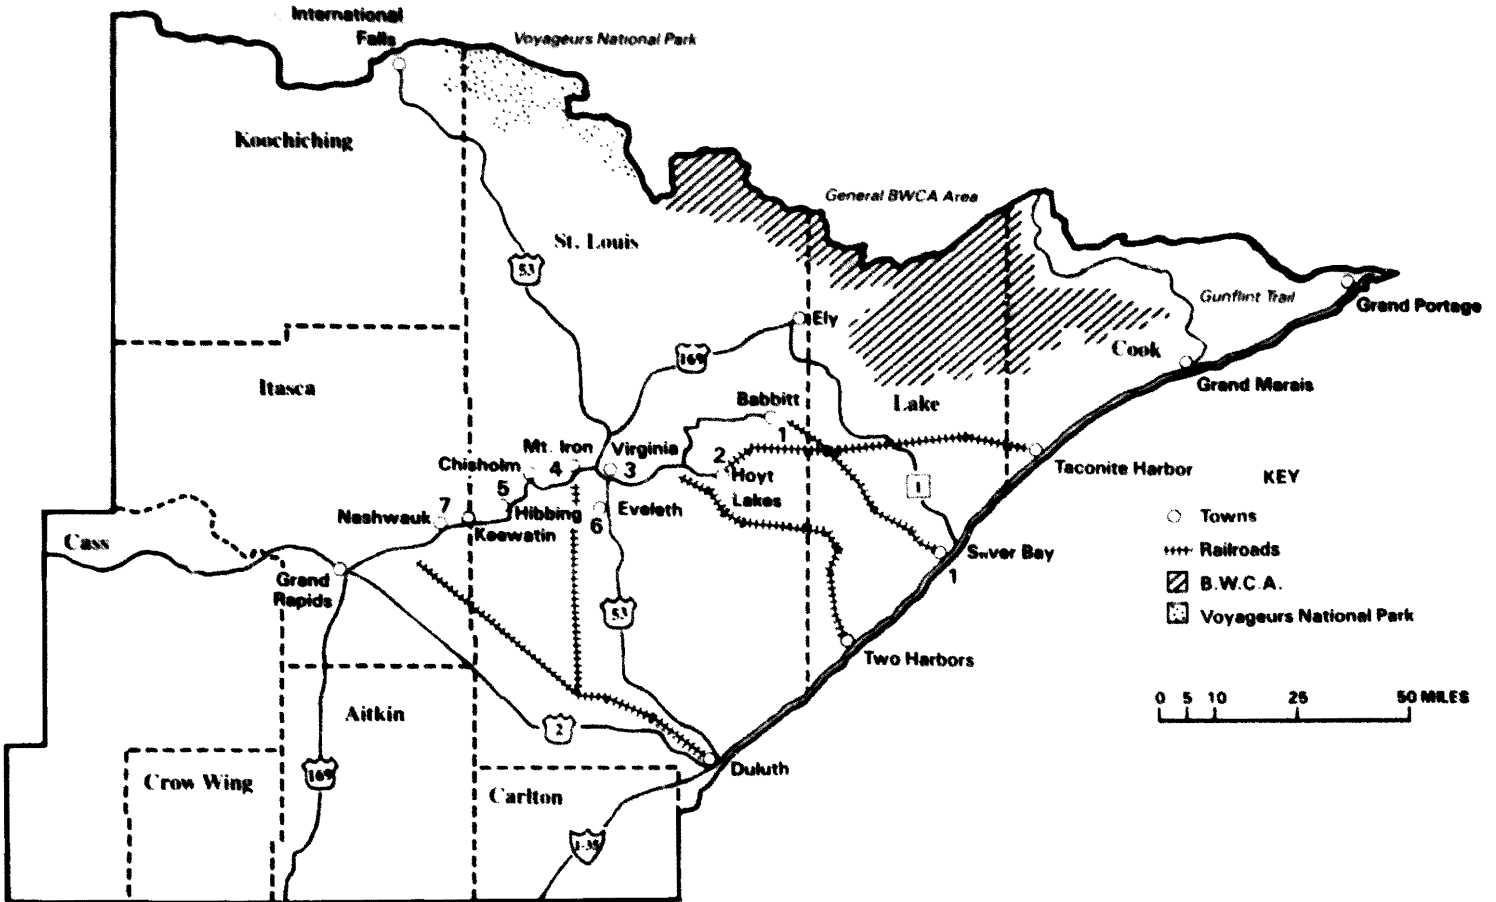 International
Falls
Voyageurs National Park
Koochiching
General BWCA Area
St. Louis
53
Gunflint Trail
Grand Portage
Ely
169
Cook
Itasca
Grand Marais
Lake
Babbitt
1
Mt. Iron
Virginia
Chisholm
4
3
2
Hoyt
Lakes
Taconite Harbor
5
7
Nashwauk
Hibbing
6
Eveleth
Keewatin
1
Cass
Grand
Rapids
Silver Bay
1
53
Two Harbors
Aitkin
2
Duluth
Crow Wing
169
Carlton
I-35
KEY
Towns
Railroads
B.W.C.A.
Voyageurs National Park
0 5 10 25 50 MILES